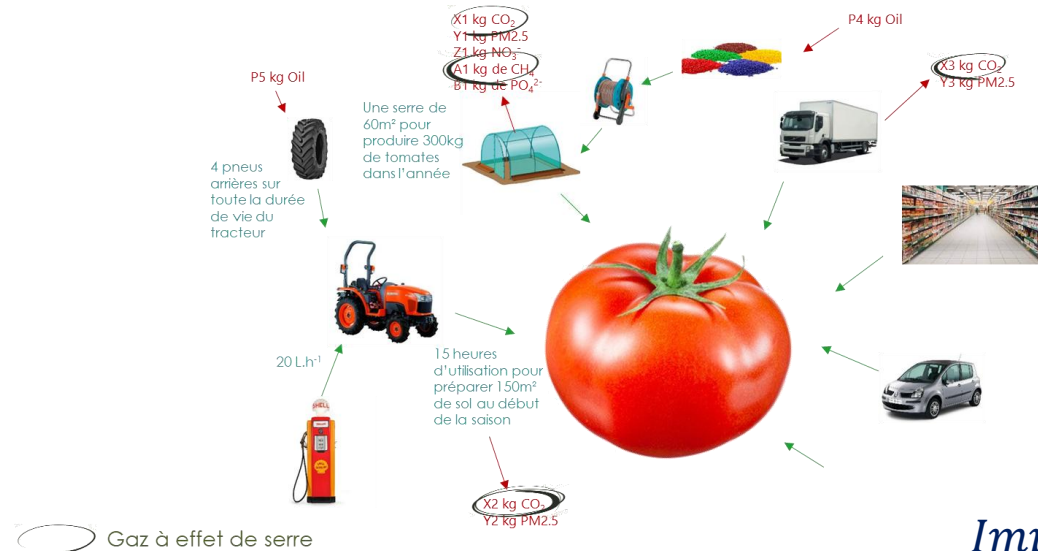 X1 kg CO₂
Y1 kg PM2.5
Z1 kg NO₃⁻
A1 kg de CH₄
B1 kg de PO₄²⁻
P4 kg Oil
X3 kg CO₂
Y3 kg PM2.5
P5 kg Oil
Une serre de
60m² pour
produire 300kg
de tomates
dans l’année
4 pneus
arrières sur
toute la durée
de vie du
tracteur
20 L.h⁻¹
15 heures
d’utilisation pour
préparer 150m²
de sol au début
de la saison
SHELL
X2 kg CO₂
Y2 kg PM2.5
Gaz à effet de serre